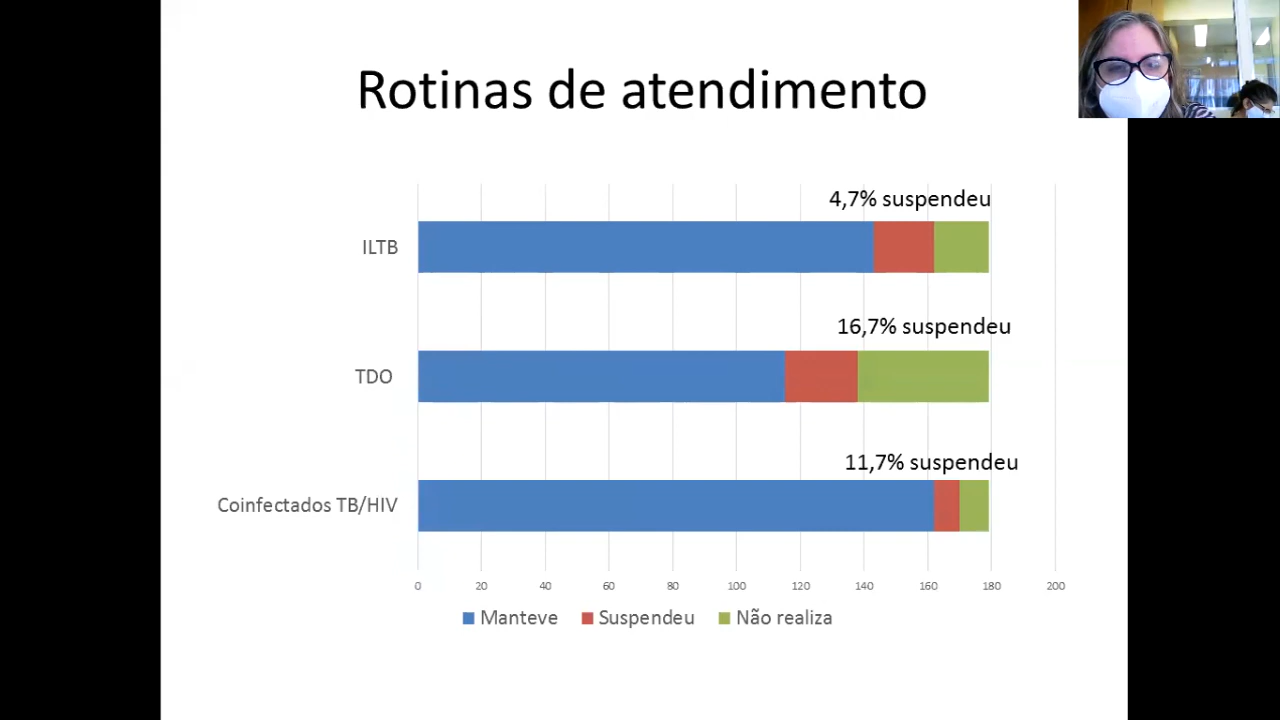 Rotinas de atendimento
4,7% suspendeu
ILTB
16,7% suspendeu
TDO
11,7% suspendeu
Coinfectados TB/HIV
0 20 40 60 80 100 120 140 160 180 200
Manteve Suspendeu Não realiza